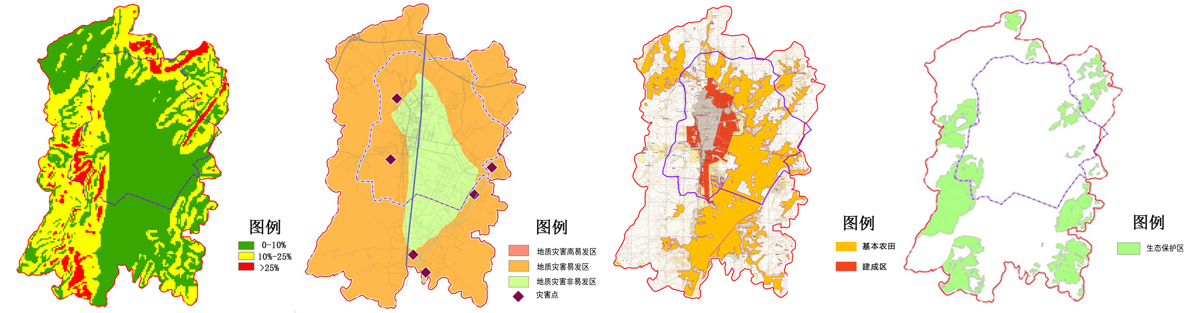 图例
0-10%
10%-25%
>25%
图例
地质灾害高易发区
地质灾害易发区
地质灾害非易发区
灾害点
图例
基本农田
建成区
图例
生态保护区